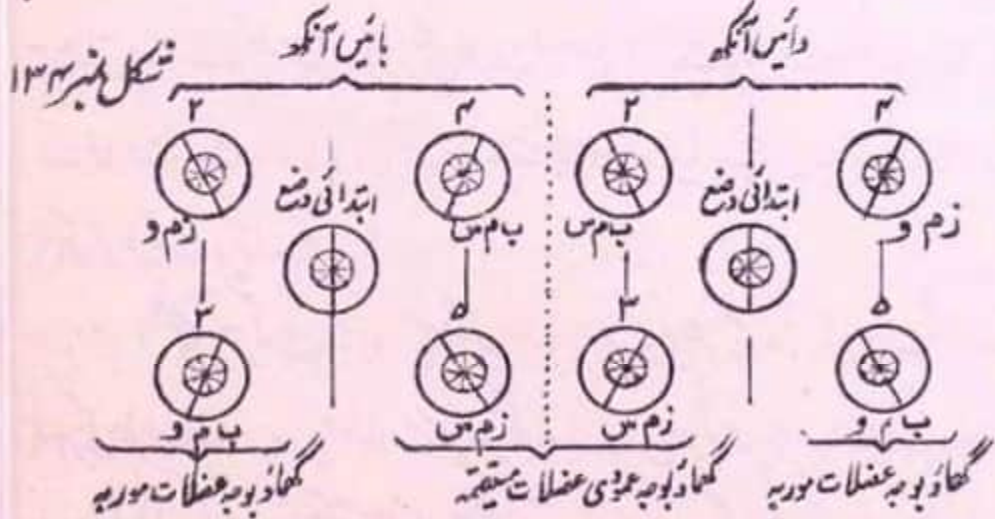 شکل نمبر ۱۳۴
دائیں آنکھ
بائیں آنکھ
۴
۲
۴
۲
ابتدائی وضع
ابتدائی وضع
زم و
ب م س
ب م س
زم و
۵
۳
۵
۳
ب م و
زم س
زم س
ب م و
گھماؤ بوجہ عضلات موربہ
گھماؤ بوجہ عمودی عضلات مستقیمہ
گھماؤ بوجہ عضلات موربہ